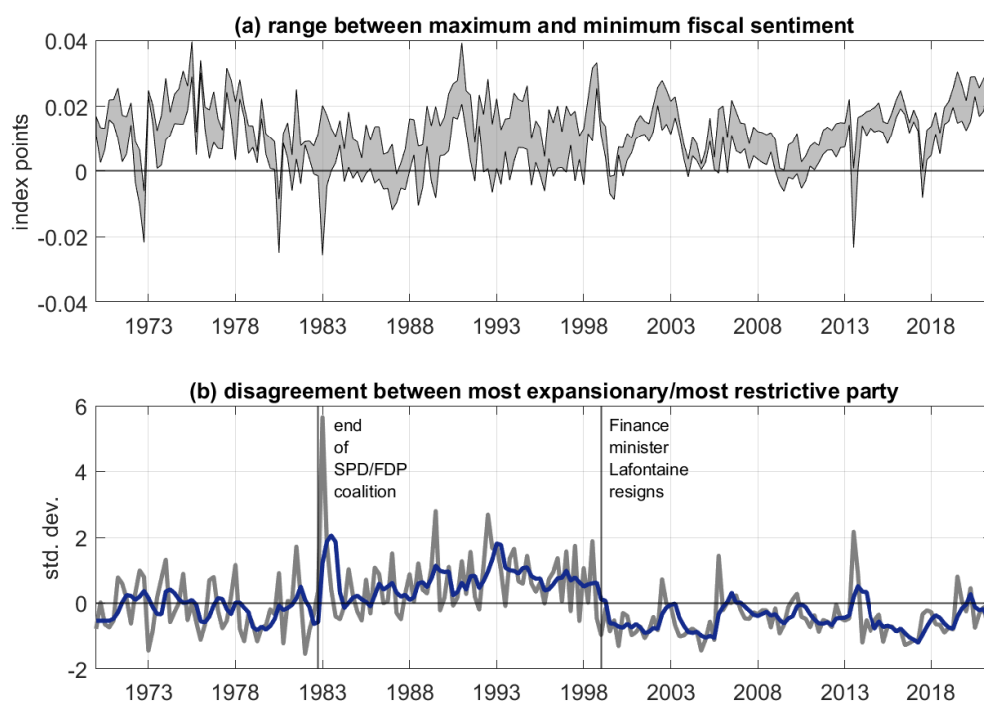 (a) range between maximum and minimum fiscal sentiment
0.04
0.02
0
-0.02
-0.04
index points
1973 1978 1983 1988 1993 1998 2003 2008 2013 2018
(b) disagreement between most expansionary/most restrictive party
6
4
2
0
-2
std. dev.
end
of
SPD/FDP
coalition
Finance
minister
Lafontaine
resigns
1973 1978 1983 1988 1993 1998 2003 2008 2013 2018